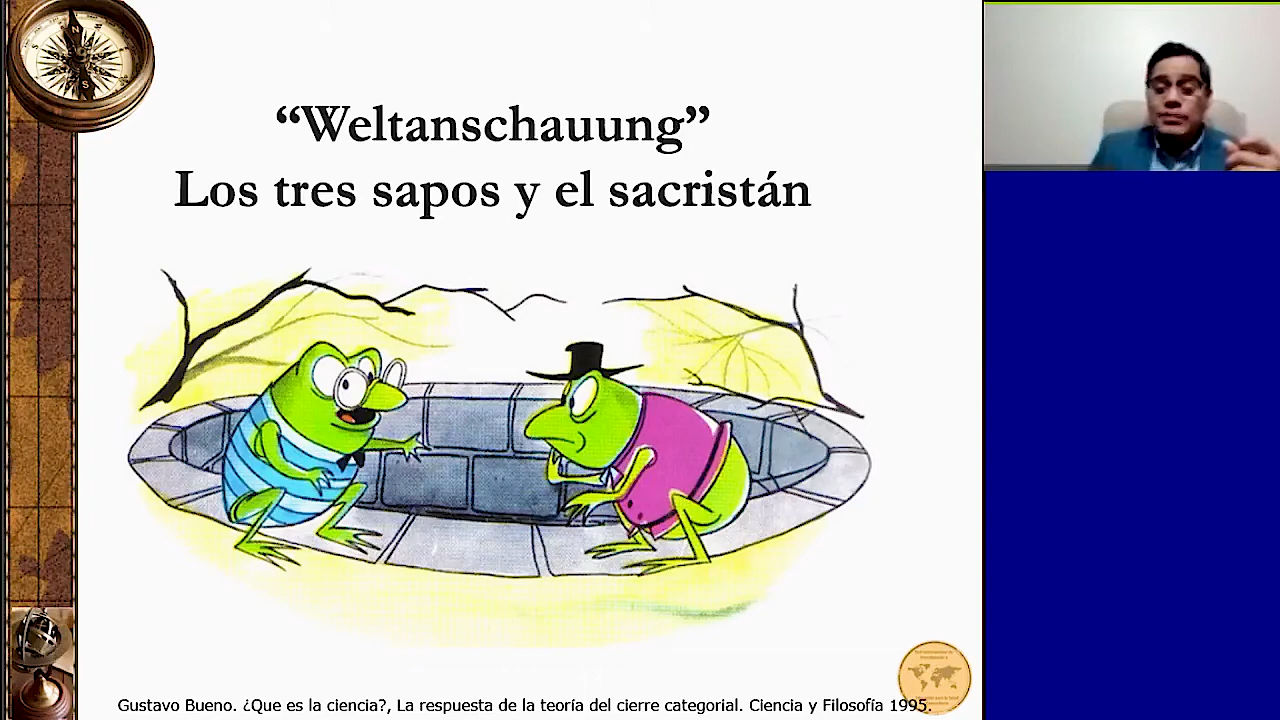 “Weltanschauung”
Los tres sapos y el sacristán
Gustavo Bueno. ¿Que es la ciencia?, La respuesta de la teoría del cierre categorial. Ciencia y Filosofía 1995.